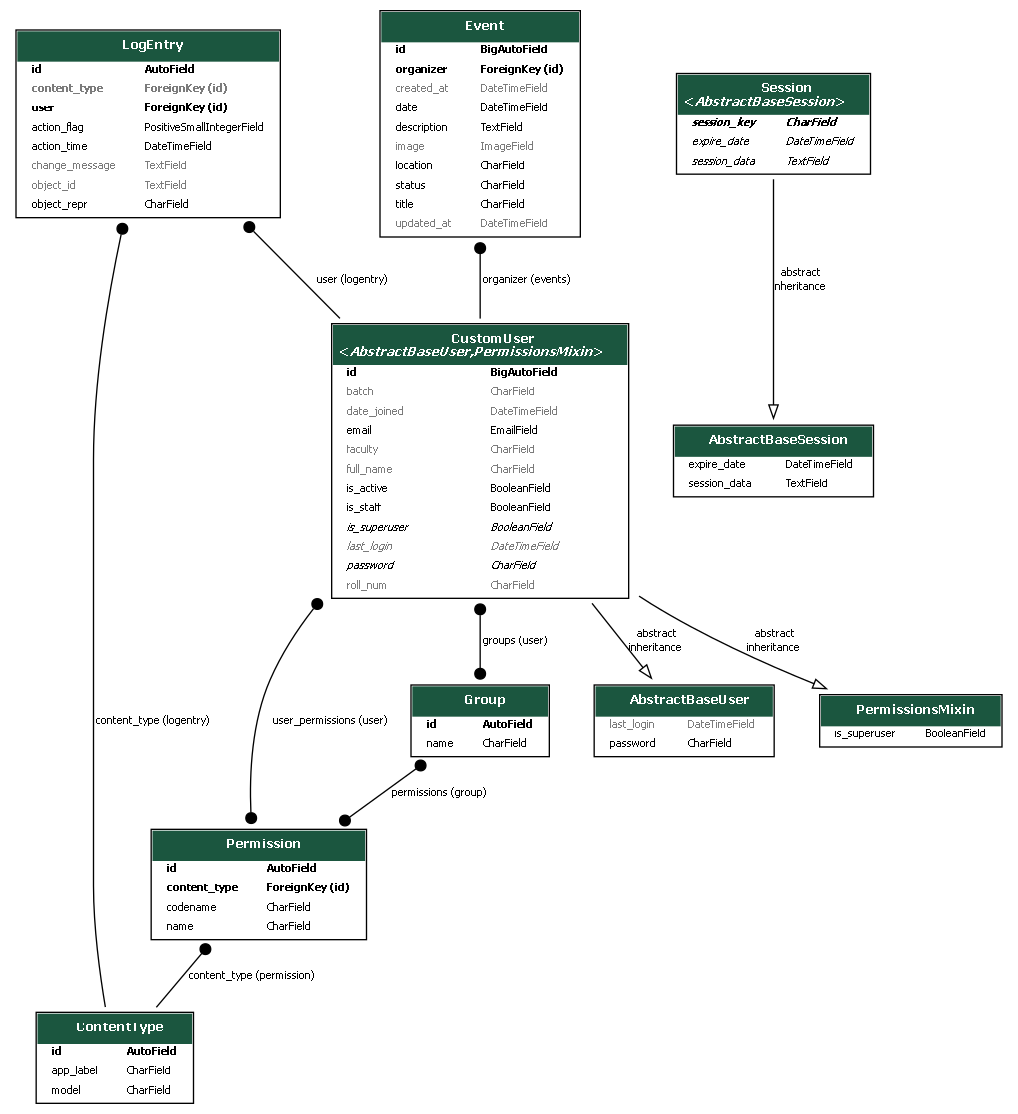 LogEntry
id AutoField
content_type ForeignKey (id)
user ForeignKey (id)
action_flag PositiveSmallIntegerField
action_time DateTimeField
change_message TextField
object_id TextField
object_repr CharField
Event
id BigAutoField
organizer ForeignKey (id)
created_at DateTimeField
date DateTimeField
description TextField
image ImageField
location CharField
status CharField
title CharField
updated_at DateTimeField
Session
<AbstractBaseSession>
session_key CharField
expire_date DateTimeField
session_data TextField
user (logentry)
organizer (events)
abstract
inheritance
CustomUser
<AbstractBaseUser,PermissionsMixin>
id BigAutoField
batch CharField
date_joined DateTimeField
email EmailField
faculty CharField
full_name CharField
is_active BooleanField
is_staff BooleanField
is_superuser BooleanField
last_login DateTimeField
password CharField
roll_num CharField
AbstractBaseSession
expire_date DateTimeField
session_data TextField
groups (user)
abstract
inheritance
abstract
inheritance
content_type (logentry)
user_permissions (user)
Group
id AutoField
name CharField
AbstractBaseUser
last_login DateTimeField
password CharField
PermissionsMixin
is_superuser BooleanField
permissions (group)
Permission
id AutoField
content_type ForeignKey (id)
codename CharField
name CharField
content_type (permission)
ContentType
id AutoField
app_label CharField
model CharField